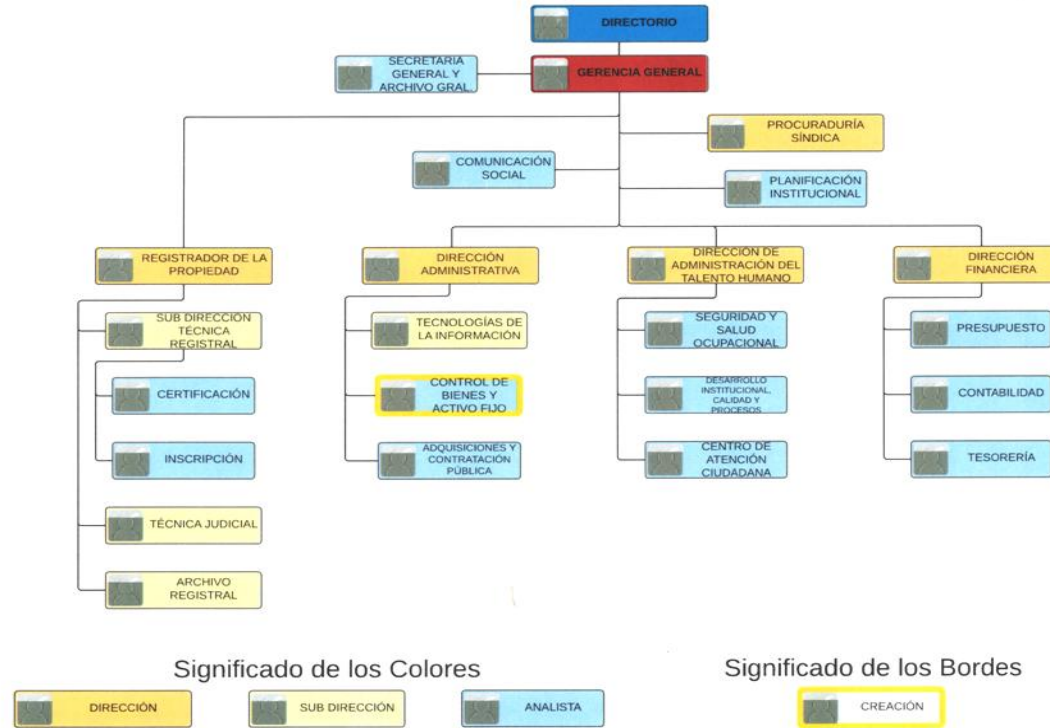 DIRECTORIO
SECRETARIA
GENERAL Y
ARCHIVO GRAL.
GERENCIA GENERAL
PROCURADURÍA
SÍNDICA
COMUNICACIÓN
SOCIAL
PLANIFICACIÓN
INSTITUCIONAL
REGISTRADOR DE LA
PROPIEDAD
DIRECCIÓN
ADMINISTRATIVA
DIRECCIÓN DE
ADMINISTRACIÓN DEL
TALENTO HUMANO
DIRECCIÓN
FINANCIERA
SUB DIRECCIÓN
TÉCNICA
REGISTRAL
TECNOLOGÍAS DE
LA INFORMACIÓN
SEGURIDAD Y
SALUD
OCUPACIONAL
PRESUPUESTO
CERTIFICACIÓN
CONTROL DE
BIENES Y
ACTIVO FIJO
DESARROLLO
INSTITUCIONAL,
CALIDAD Y
PROCESOS
CONTABILIDAD
INSCRIPCIÓN
ADQUISICIONES Y
CONTRATACIÓN
PÚBLICA
CENTRO DE
ATENCIÓN
CIUDADANA
TESORERÍA
TÉCNICA JUDICIAL
ARCHIVO
REGISTRAL
Significado de los Colores
Significado de los Bordes
DIRECCIÓN
SUB DIRECCIÓN
ANALISTA
CREACIÓN